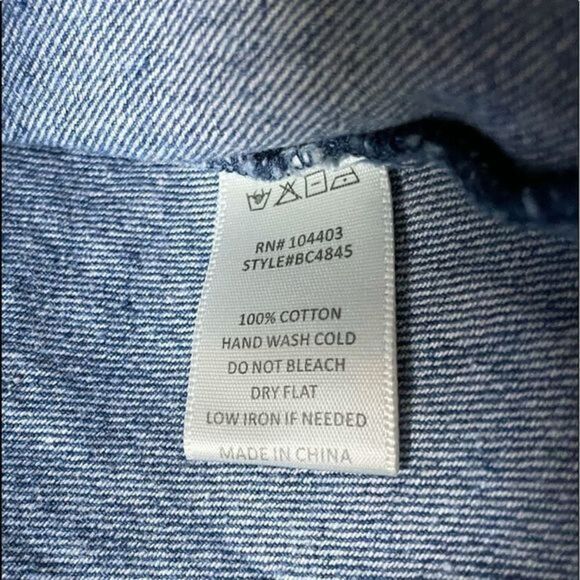 RN# 104403
STYLE#BC4845
100% COTTON
HAND WASH COLD
DO NOT BLEACH
DRY FLAT
LOW IRON IF NEEDED
MADE IN CHINA